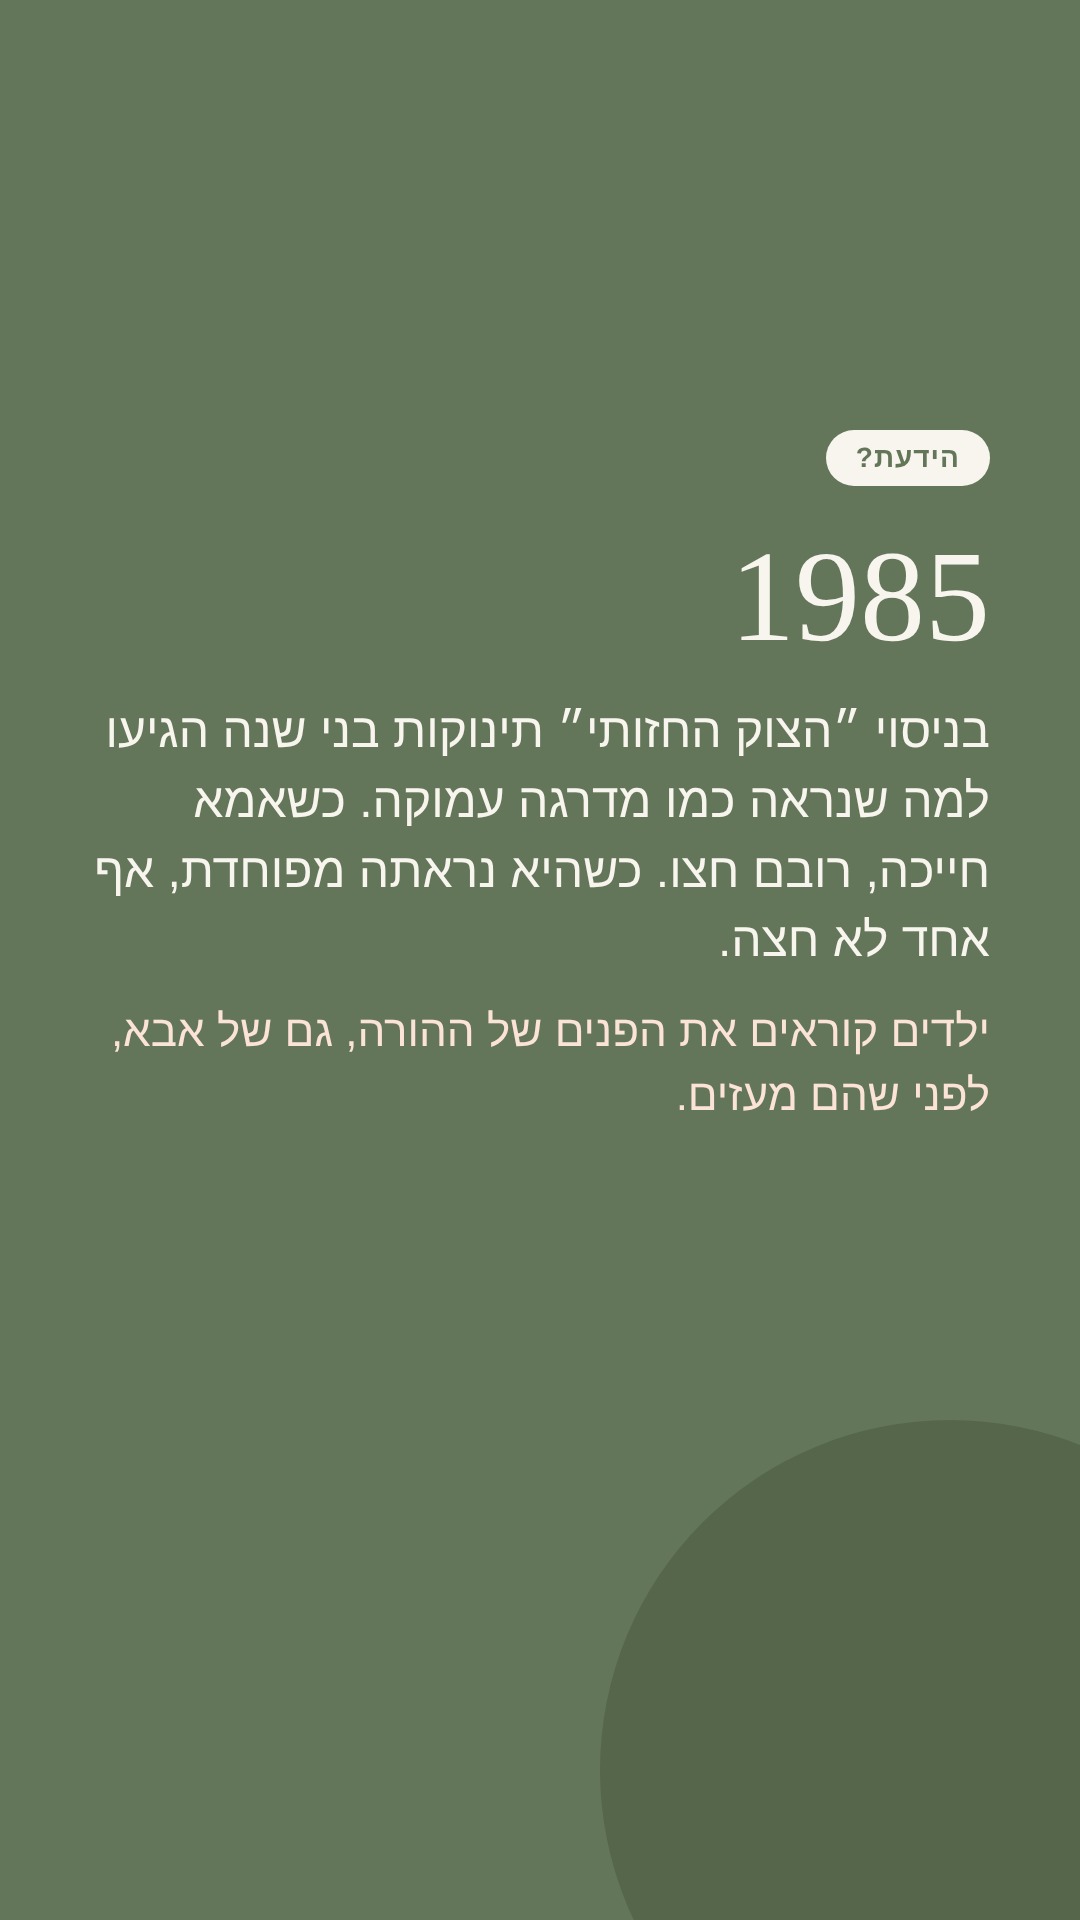 הידעת?
1985
בניסוי ״הצוק החזותי״ תינוקות בני שנה הגיעו
למה שנראה כמו מדרגה עמוקה. כשאמא
חייכה, רובם חצו. כשהיא נראתה מפוחדת, אף
אחד לא חצה.
ילדים קוראים את הפנים של ההורה, גם של אבא,
לפני שהם מעזים.